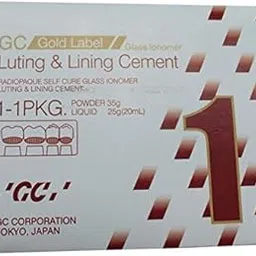 GC Gold Label Glass Ionomer
Luting & Lining Cement
RADIOPAQUE SELF CURE GLASS IONOMER
LUTING & LINING CEMENT
1-1PKG. POWDER 35g
LIQUID 25g(20mL)
1
GC
GC CORPORATION
TOKYO, JAPAN